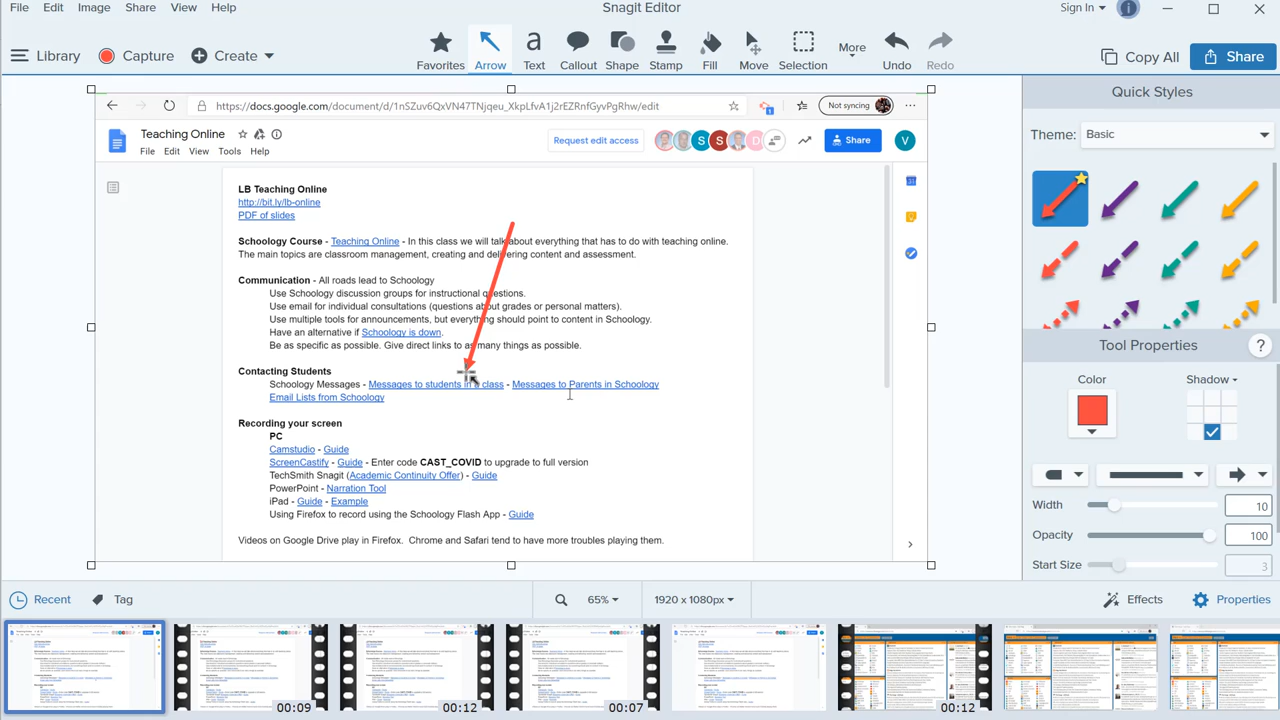 File Edit Image Share View Help
Snagit Editor
Sign In
Library Capture Create
Favorites Arrow Text Callout Shape Stamp Fill Move Selection More Undo Redo
Copy All Share
https://docs.google.com/document/d/1nSZuv6QxVN47TNjqeu_XkpLfvA1j2rEZRnfGyvPgRhw/edit
1
Not syncing
Teaching Online
File Edit View Tools Help
Request edit access
S S D
Share
V
LB Teaching Online
http://bit.ly/lb-online
PDF of slides
Schoology Course - Teaching Online - In this class we will talk about everything that has to do with teaching online.
The main topics are classroom management, creating and delivering content and assessment.
Communication - All roads lead to Schoology
Use Schoology discussion groups for instructional questions.
Use email for individual consultations (questions about grades or personal matters).
Use multiple tools for announcements, but everything should point to content in Schoology.
Have an alternative if Schoology is down.
Be as specific as possible. Give direct links to as many things as possible.
Contacting Students
Schoology Messages - Messages to students in a class - Messages to Parents in Schoology
Email Lists from Schoology
Recording your screen
PC
Camstudio - Guide
ScreenCastify - Guide - Enter code CAST_COVID to upgrade to full version
TechSmith Snagit (Academic Continuity Offer) - Guide
PowerPoint - Narration Tool
iPad - Guide - Example
Using Firefox to record using the Schoology Flash App - Guide
Videos on Google Drive play in Firefox. Chrome and Safari tend to have more troubles playing them.
31
Quick Styles
Theme: Basic
Tool Properties
?
Color Shadow
Width 10
Opacity 100
Start Size 3
Recent Tag
65% 1920 x 1080px
Effects Properties
00:09 00:12 00:07 00:12